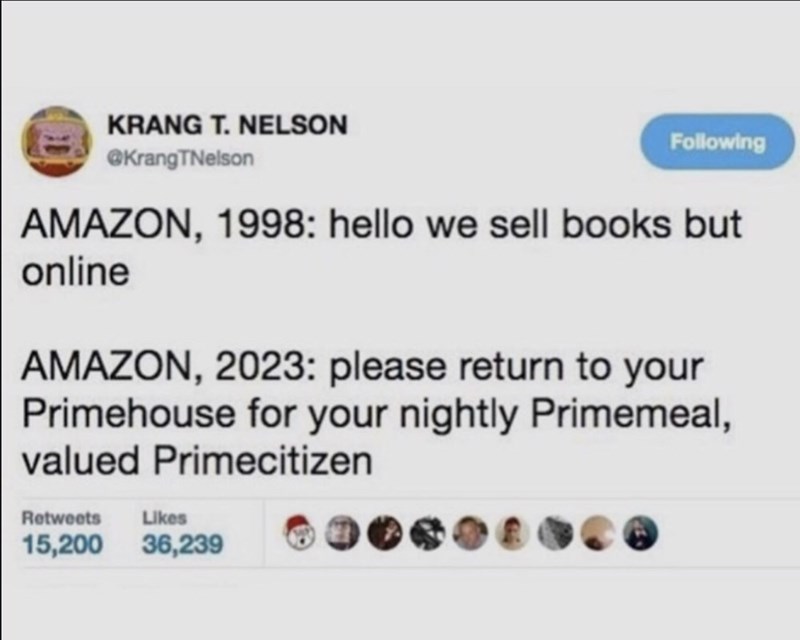 KRANG T. NELSON
@KrangTNelson
Following
AMAZON, 1998: hello we sell books but
online
AMAZON, 2023: please return to your
Primehouse for your nightly Primemeal,
valued Primecitizen
Retweets Likes
15,200 36,239